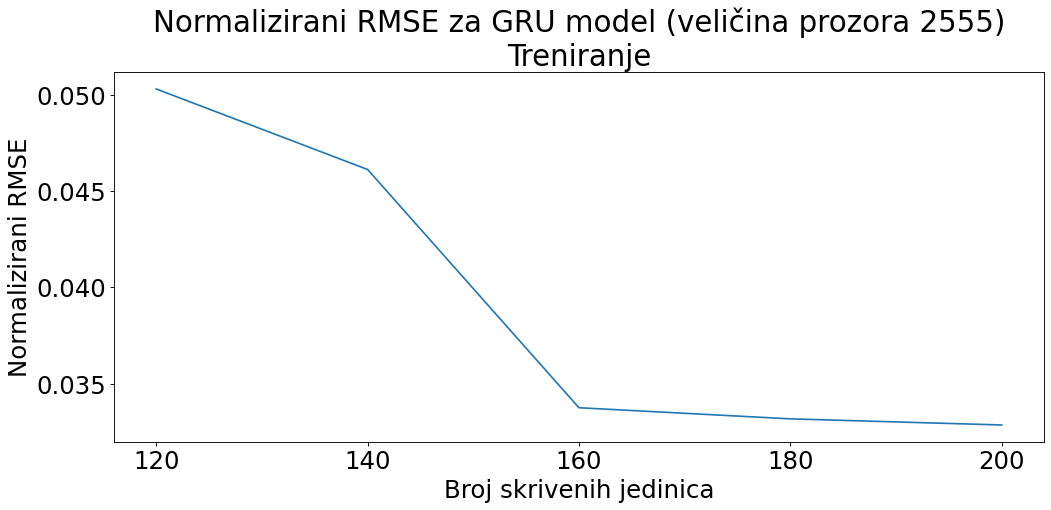 Normalizirani RMSE za GRU model (veličina prozora 2555)
Treniranje
Normalizirani RMSE
0.050
0.045
0.040
0.035
120 140 160 180 200
Broj skrivenih jedinica